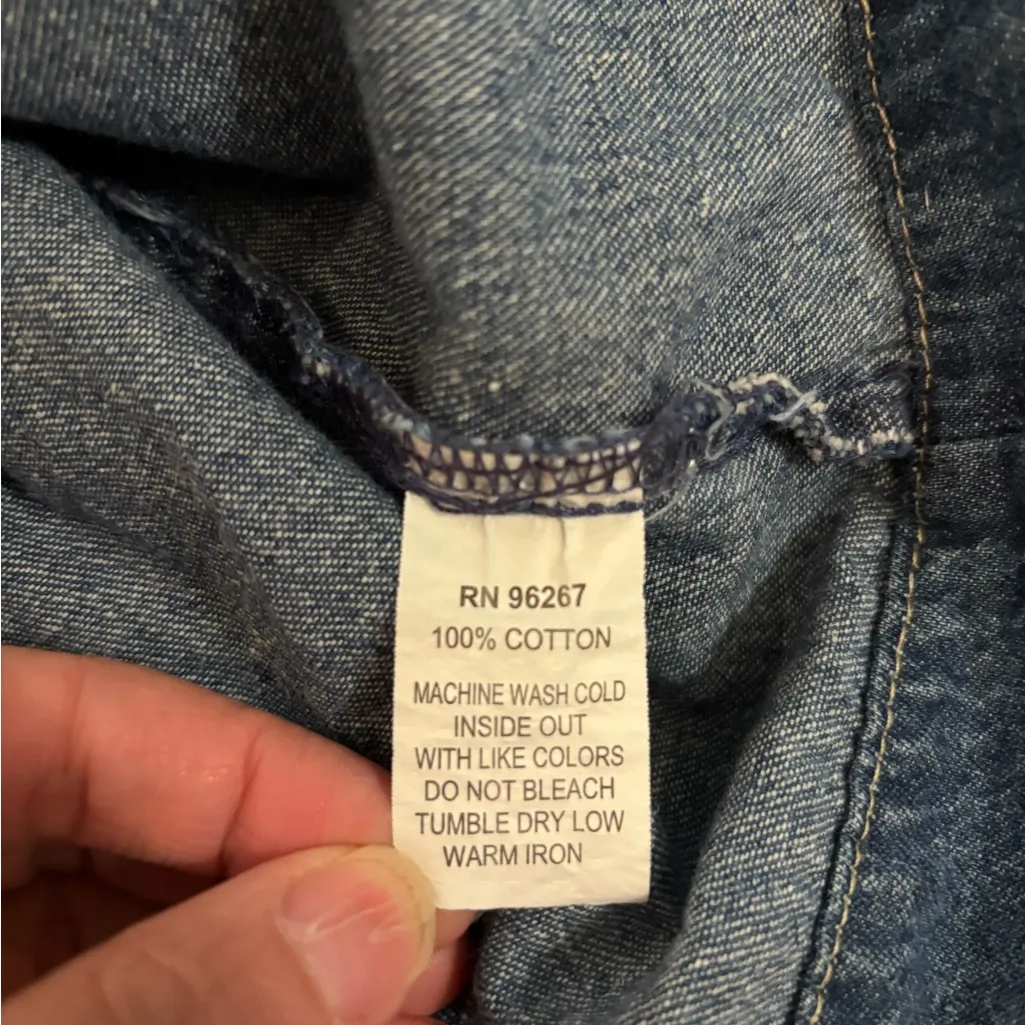 RN 96267
100% COTTON
MACHINE WASH COLD
INSIDE OUT
WITH LIKE COLORS
DO NOT BLEACH
TUMBLE DRY LOW
WARM IRON